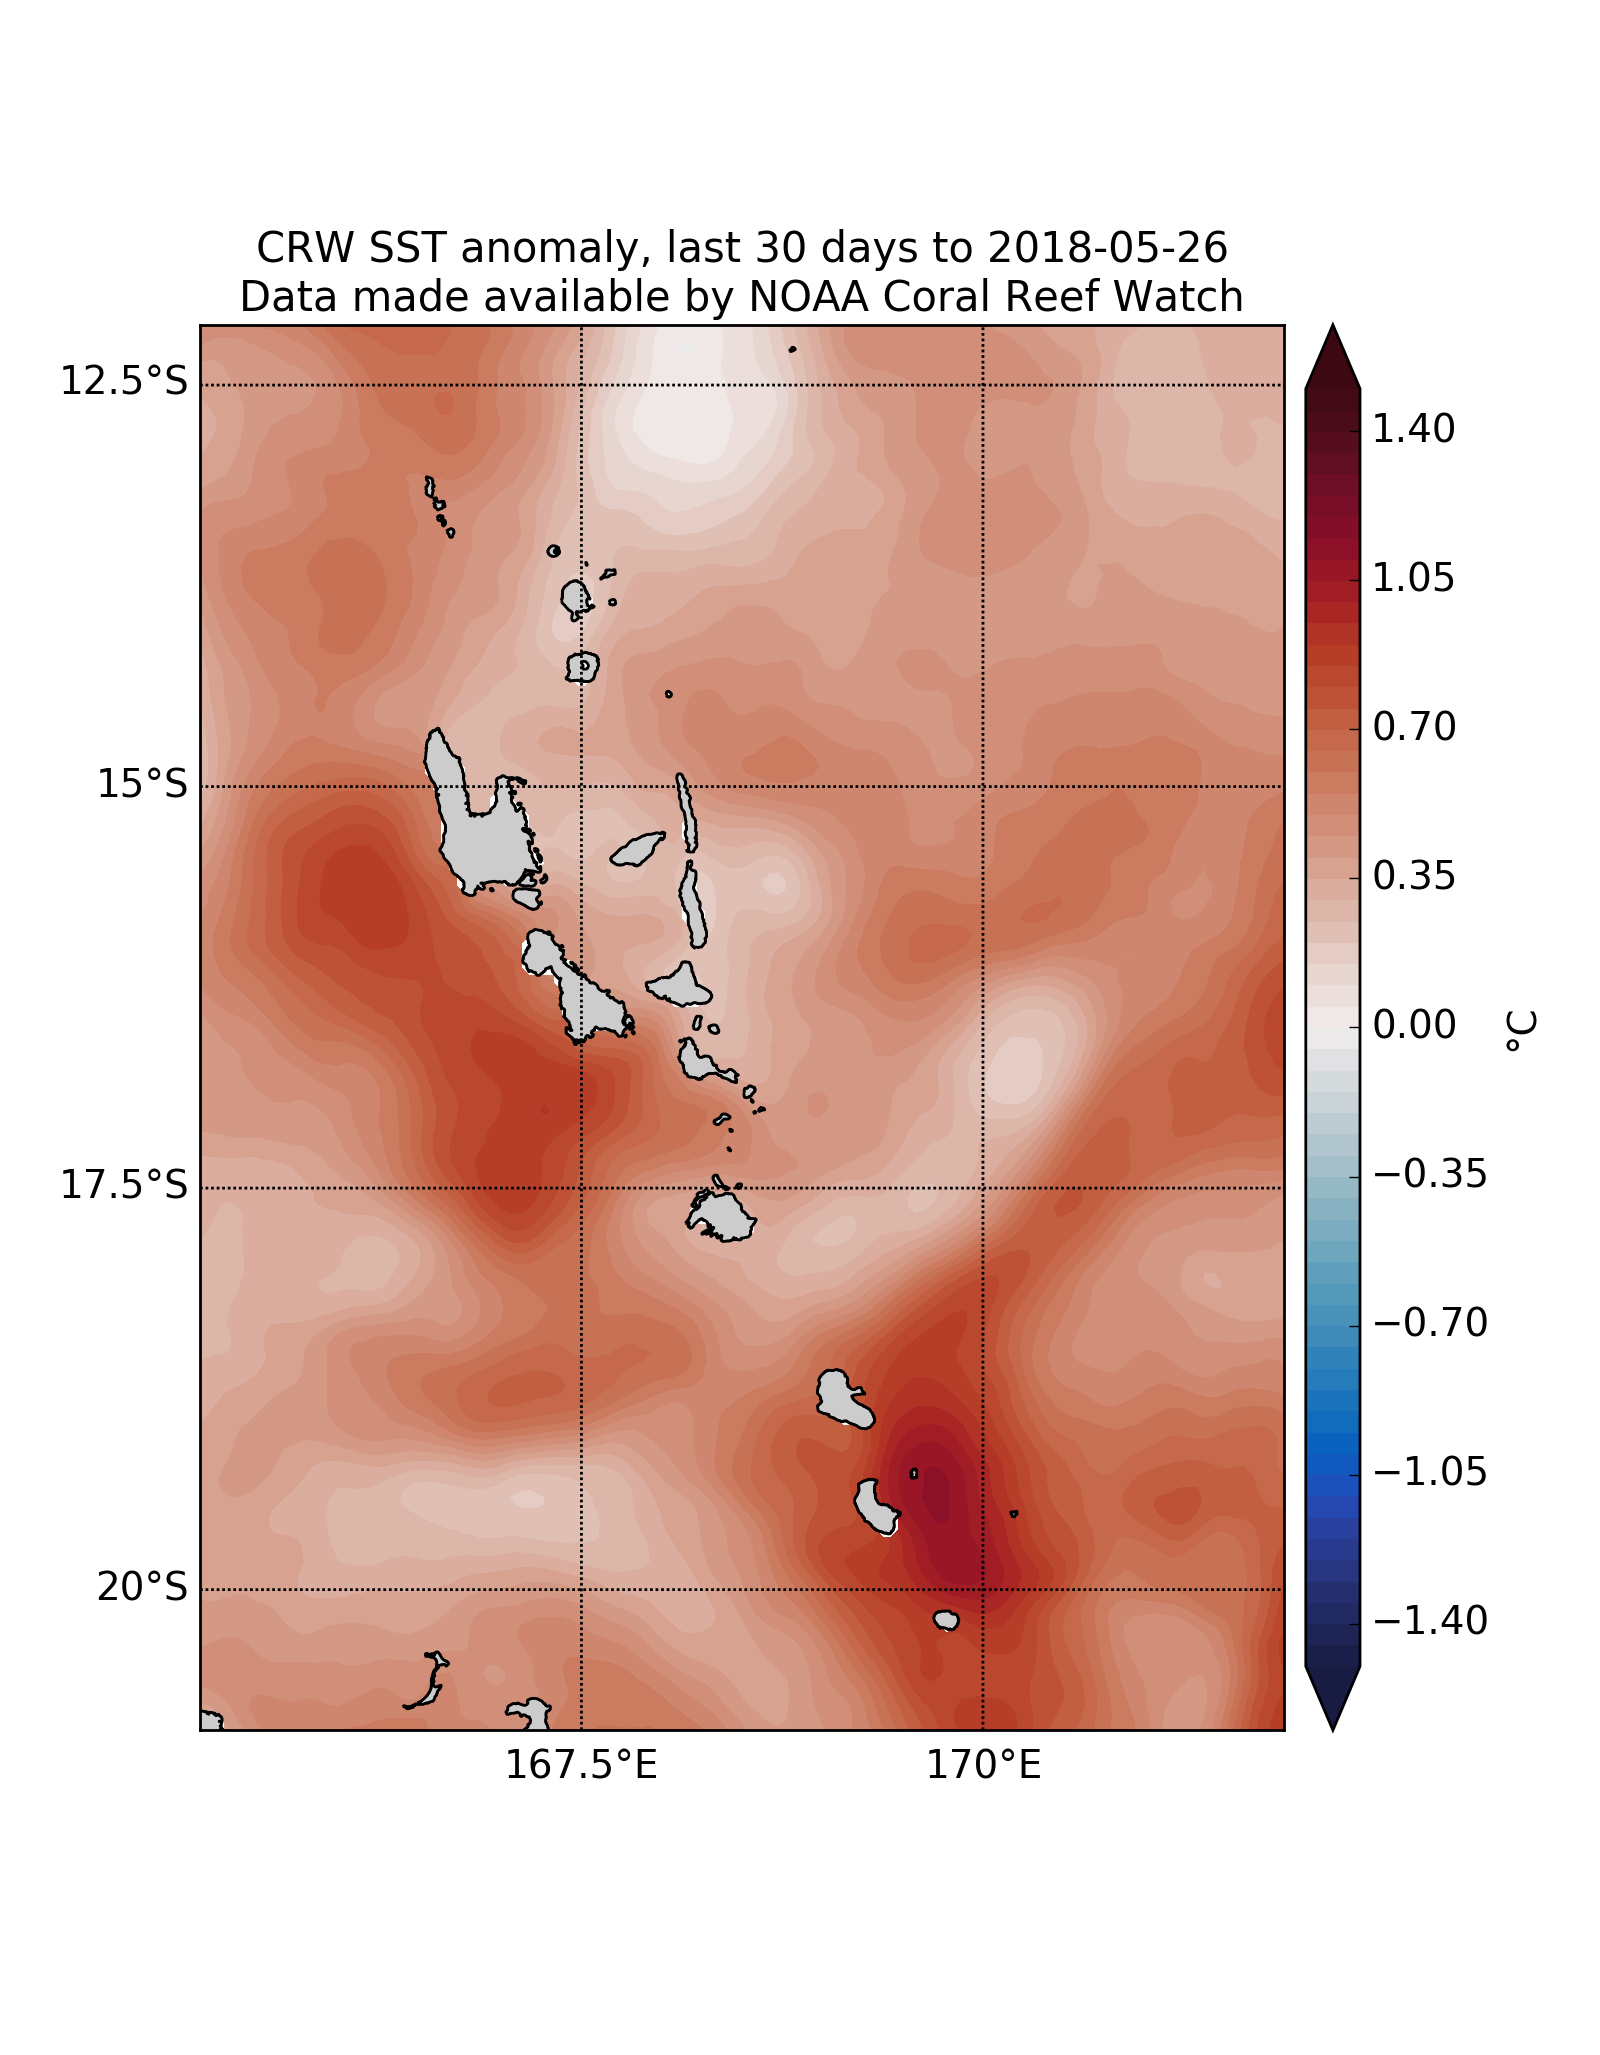 CRW SST anomaly, last 30 days to 2018-05-26
Data made available by NOAA Coral Reef Watch
12.5°S
15°S
17.5°S
20°S
167.5°E
170°E
1.40
1.05
0.70
0.35
0.00
−0.35
−0.70
−1.05
−1.40
°C